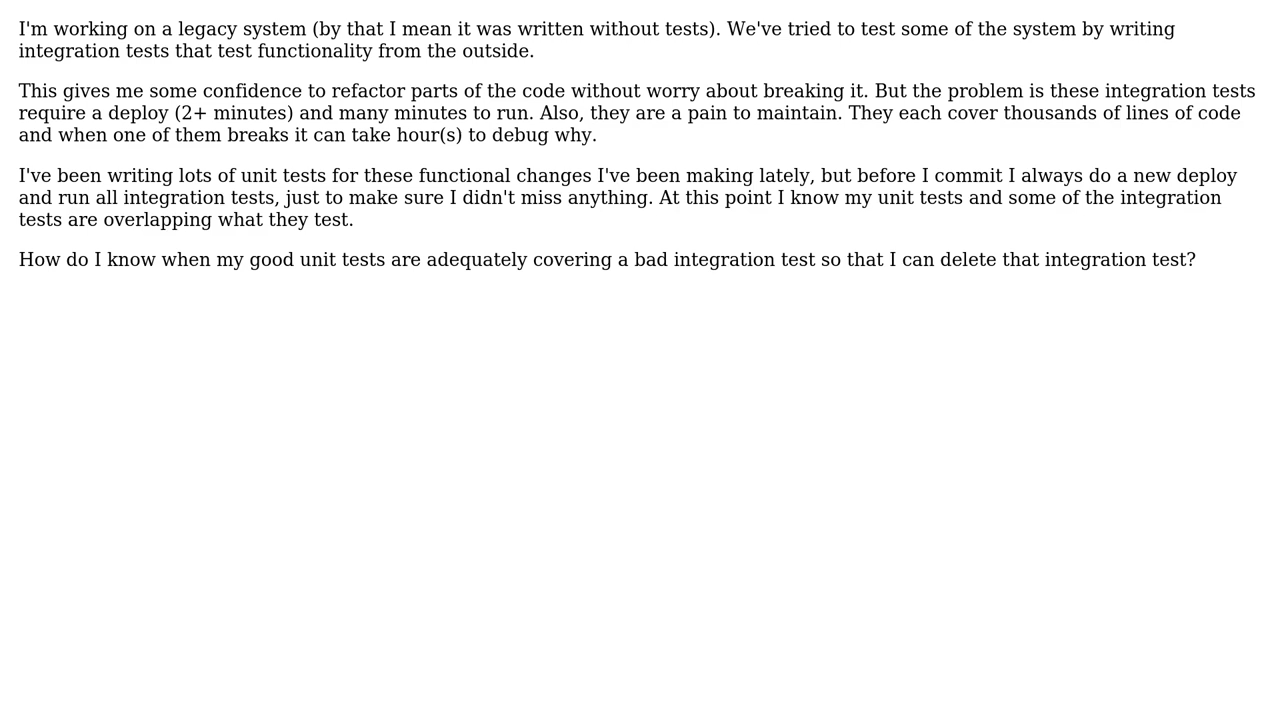 I'm working on a legacy system (by that I mean it was written without tests). We've tried to test some of the system by writing
integration tests that test functionality from the outside.
This gives me some confidence to refactor parts of the code without worry about breaking it. But the problem is these integration tests
require a deploy (2+ minutes) and many minutes to run. Also, they are a pain to maintain. They each cover thousands of lines of code
and when one of them breaks it can take hour(s) to debug why.
I've been writing lots of unit tests for these functional changes I've been making lately, but before I commit I always do a new deploy
and run all integration tests, just to make sure I didn't miss anything. At this point I know my unit tests and some of the integration
tests are overlapping what they test.
How do I know when my good unit tests are adequately covering a bad integration test so that I can delete that integration test?